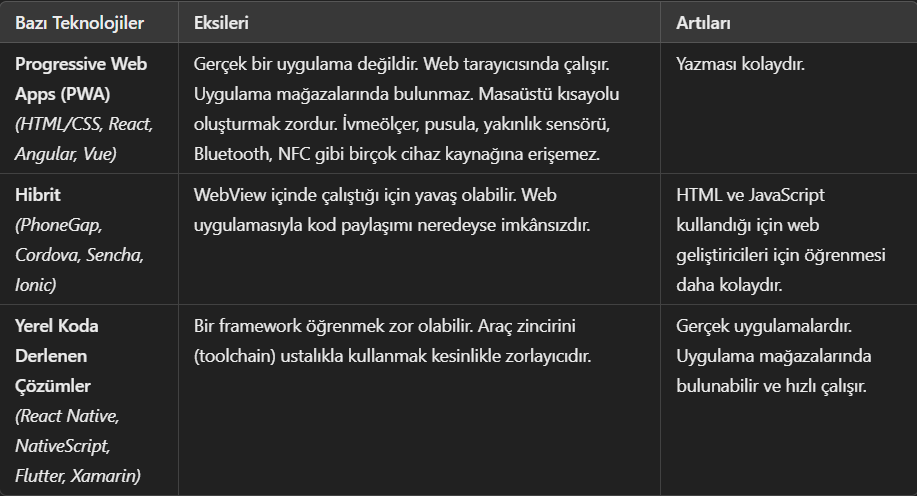 Bazı Teknolojiler Eksileri Artıları
Progressive Web
Apps (PWA)
(HTML/CSS, React,
Angular, Vue)
Gerçek bir uygulama değildir. Web tarayıcısında çalışır.
Uygulama mağazalarında bulunmaz. Masaüstü kısayolu
oluşturmak zordur. İvmeölçer, pusula, yakınlık sensörü,
Bluetooth, NFC gibi birçok cihaz kaynağına erişemez.
Yazması kolaydır.
Hibrit
(PhoneGap,
Cordova, Sencha,
Ionic)
WebView içinde çalıştığı için yavaş olabilir. Web
uygulamasıyla kod paylaşımı neredeyse imkânsızdır.
HTML ve JavaScript
kullandığı için web
geliştiricileri için öğrenmesi
daha kolaydır.
Yerel Koda
Derlenen
Çözümler
(React Native,
NativeScript,
Flutter, Xamarin)
Bir framework öğrenmek zor olabilir. Araç zincirini
(toolchain) ustalıkla kullanmak kesinlikle zorlayıcıdır.
Gerçek uygulamalardır.
Uygulama mağazalarında
bulunabilir ve hızlı çalışır.